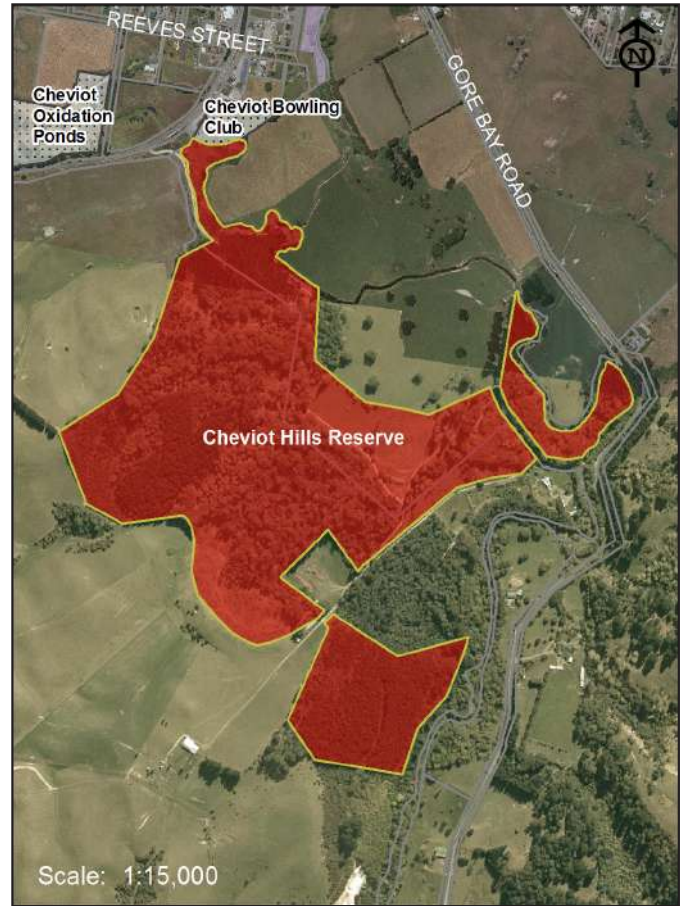 REEVES STREET
N
Cheviot
Oxidation
Ponds
Cheviot Bowling
Club
GORE BAY ROAD
Cheviot Hills Reserve
Scale: 1:15,000